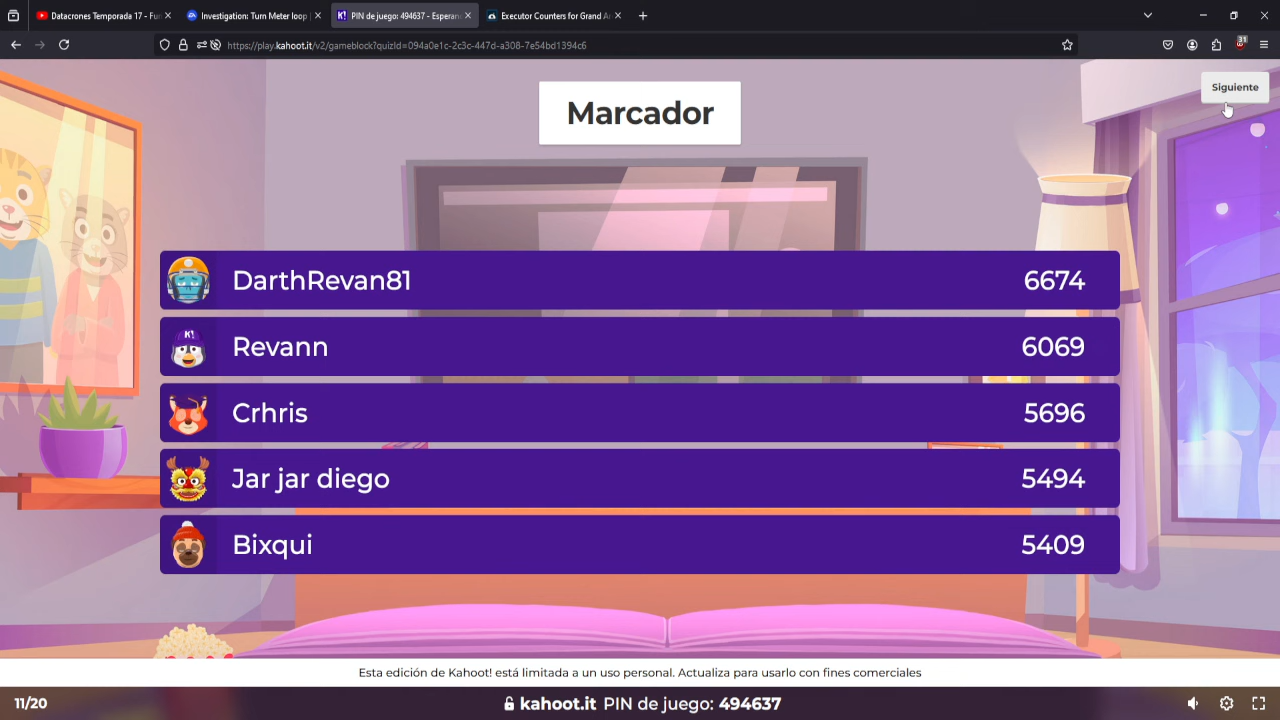 Datacrones Temporada 17 - Fu
Investigation: Turn Meter loop |
PIN de juego: 494637 - Esperan
Executor Counters for Grand A
https://play.kahoot.it/v2/gameblock?quizId=094a0e1c-2c3c-447d-a308-7e54bd1394c6
31
Siguiente
Marcador
DarthRevan81 6674
Revann 6069
Crhris 5696
Jar jar diego 5494
Bixqui 5409
Esta edición de Kahoot! está limitada a un uso personal. Actualiza para usarlo con fines comerciales
11/20
kahoot.it PIN de juego: 494637